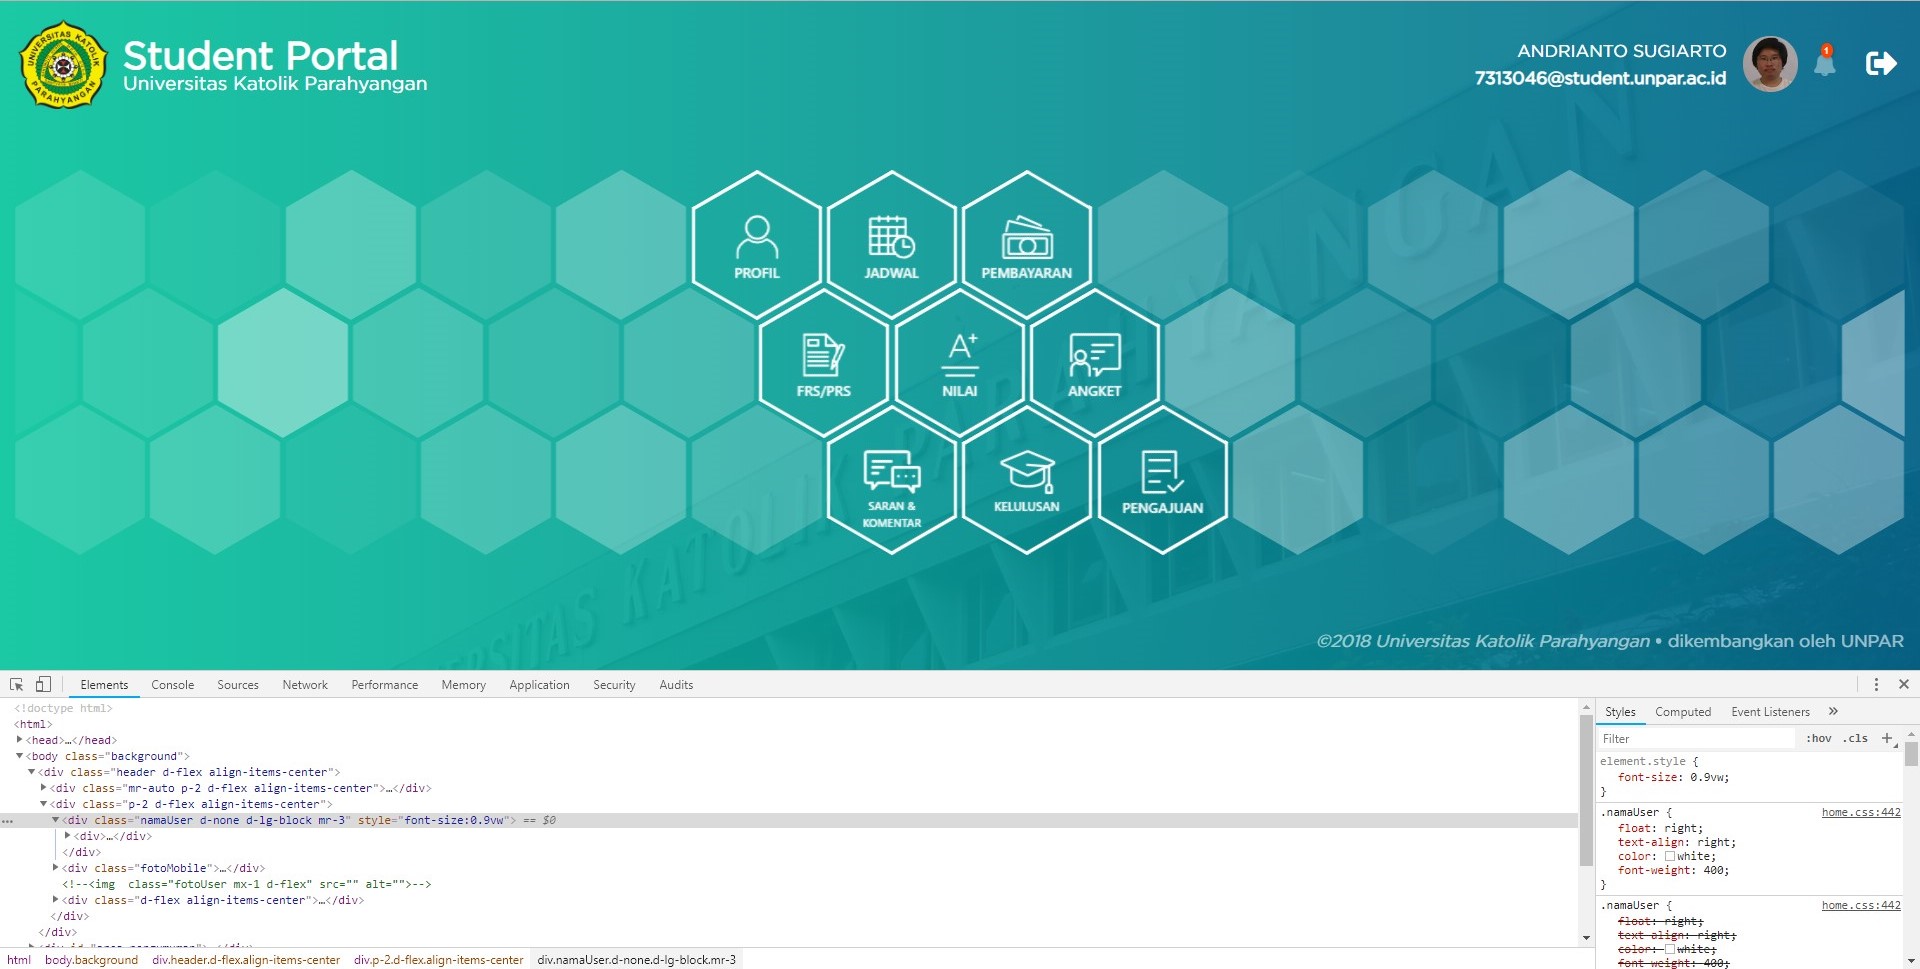 UNIVERSITAS KATOLIK
PARAHYANGAN
Student Portal
Universitas Katolik Parahyangan
ANDRIANTO SUGIARTO
7313046@student.unpar.ac.id
1
PROFIL
JADWAL
PEMBAYARAN
FRS/PRS
A+
NILAI
ANGKET
SARAN &
KOMENTAR
KELULUSAN
PENGAJUAN
UNIVERSITAS KATOLIK PARAHYANGAN
©2018 Universitas Katolik Parahyangan • dikembangkan oleh UNPAR
Elements Console Sources Network Performance Memory Application Security Audits
<!doctype html>
<html>
<head>…</head>
<body class="background">
<div class="header d-flex align-items-center">
<div class="mr-auto p-2 d-flex align-items-center">…</div>
<div class="p-2 d-flex align-items-center">
<div class="namaUser d-none d-lg-block mr-3" style="font-size:0.9vw"> == $0
<div>…</div>
</div>
<div class="fotoMobile">…</div>
<!--<img  class="fotoUser mx-1 d-flex" src="" alt="">-->
<div class="d-flex align-items-center">…</div>
</div>
</div>
html body.background div.header.d-flex.align-items-center div.p-2.d-flex.align-items-center div.namaUser.d-none.d-lg-block.mr-3
Styles Computed Event Listeners »
Filter :hov .cls +
element.style {
font-size: 0.9vw;
}
.namaUser { home.css:442
float: right;
text-align: right;
color: white;
font-weight: 400;
}
.namaUser { home.css:442
float: right;
text-align: right;
color: white;
font-weight: 400;